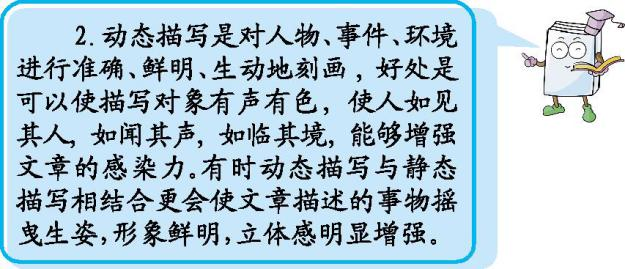 2.动态描写是对人物、事件、环境
进行准确、鲜明、生动地刻画，好处是
可以使描写对象有声有色，使人如见
其人，如闻其声，如临其境，能够增强
文章的感染力。有时动态描写与静态
描写相结合更会使文章描述的事物摇
曳生姿，形象鲜明，立体感明显增强。